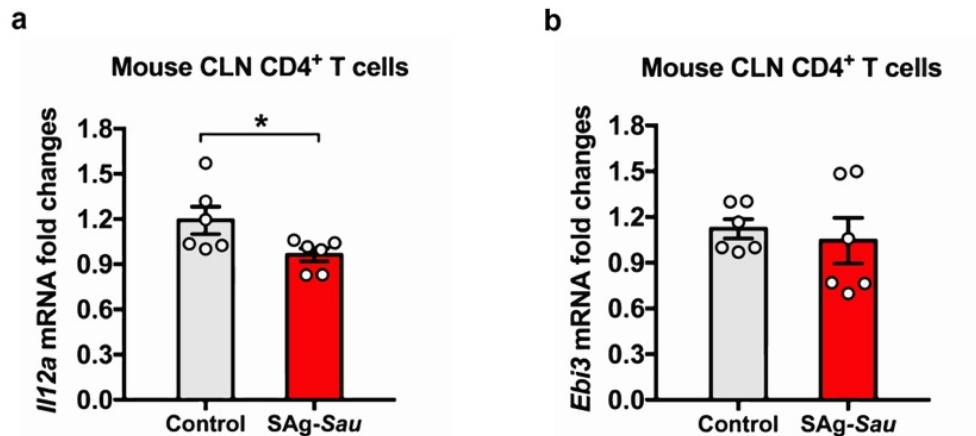 a
Mouse CLN CD4⁺ T cells
Il12a mRNA fold changes
*
1.8
1.5
1.2
0.9
0.6
0.3
0.0
Control SAg-Sau
b
Mouse CLN CD4⁺ T cells
Ebi3 mRNA fold changes
1.8
1.5
1.2
0.9
0.6
0.3
0.0
Control SAg-Sau